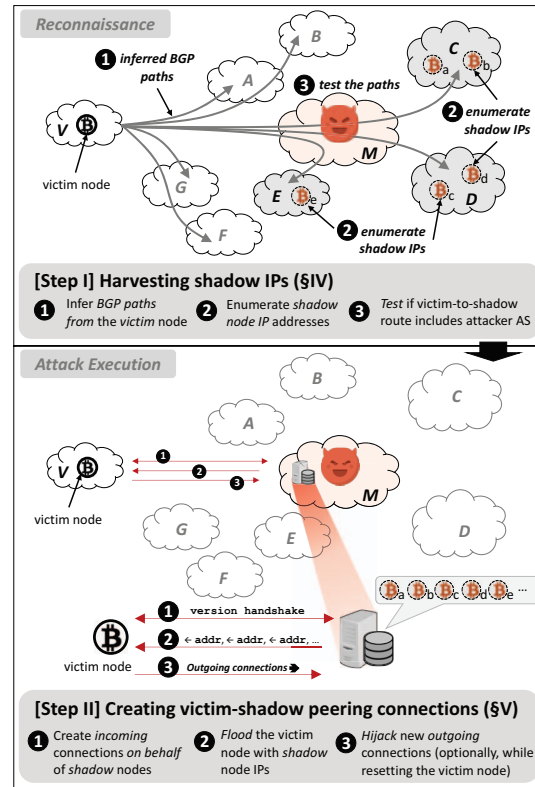 Reconnaissance
B
1 inferred BGP
paths
A
3 test the paths
C
a
b
V
victim node
M
2 enumerate
shadow IPs
G
E
e
c
d
D
F
2 enumerate
shadow IPs
[Step I] Harvesting shadow IPs (§IV)
1 Infer BGP paths
from the victim node
2 Enumerate shadow
node IP addresses
3 Test if victim-to-shadow
route includes attacker AS
Attack Execution
B
C
A
V
1
2
3
M
victim node
G
E
D
F
a b c d e ...
1 version handshake
2 ← addr, ← addr, ← addr, ...
victim node
3 Outgoing connections
[Step II] Creating victim-shadow peering connections (§V)
1 Create incoming
connections on behalf
of shadow nodes
2 Flood the victim
node with shadow
node IPs
3 Hijack new outgoing
connections (optionally, while
resetting the victim node)